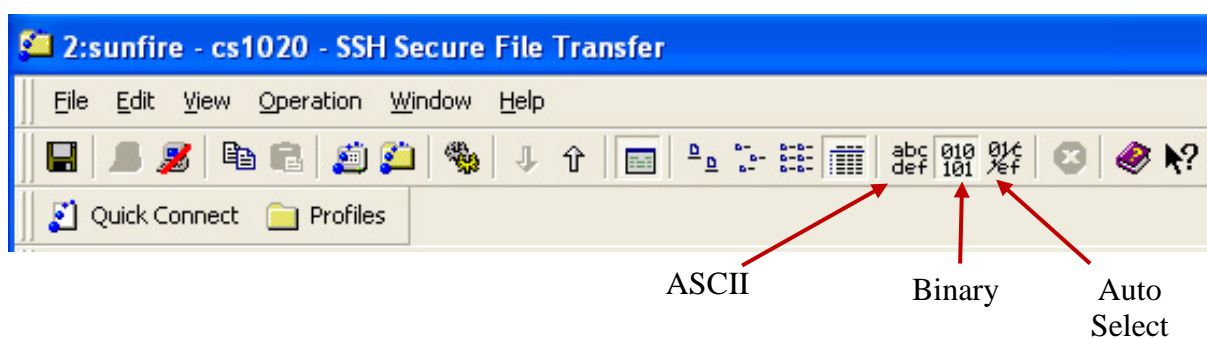 2:sunfire - cs1020 - SSH Secure File Transfer
File Edit View Operation Window Help
abc 010 01c
def 101 ef
Quick Connect Profiles
ASCII Binary Auto
Select